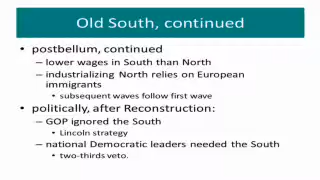 Old South, continued
• postbellum, continued
– lower wages in South than North
– industrializing North relies on European
immigrants
• subsequent waves follow first wave
• politically, after Reconstruction:
– GOP ignored the South
• Lincoln strategy
– national Democratic leaders needed the South
• two-thirds veto.